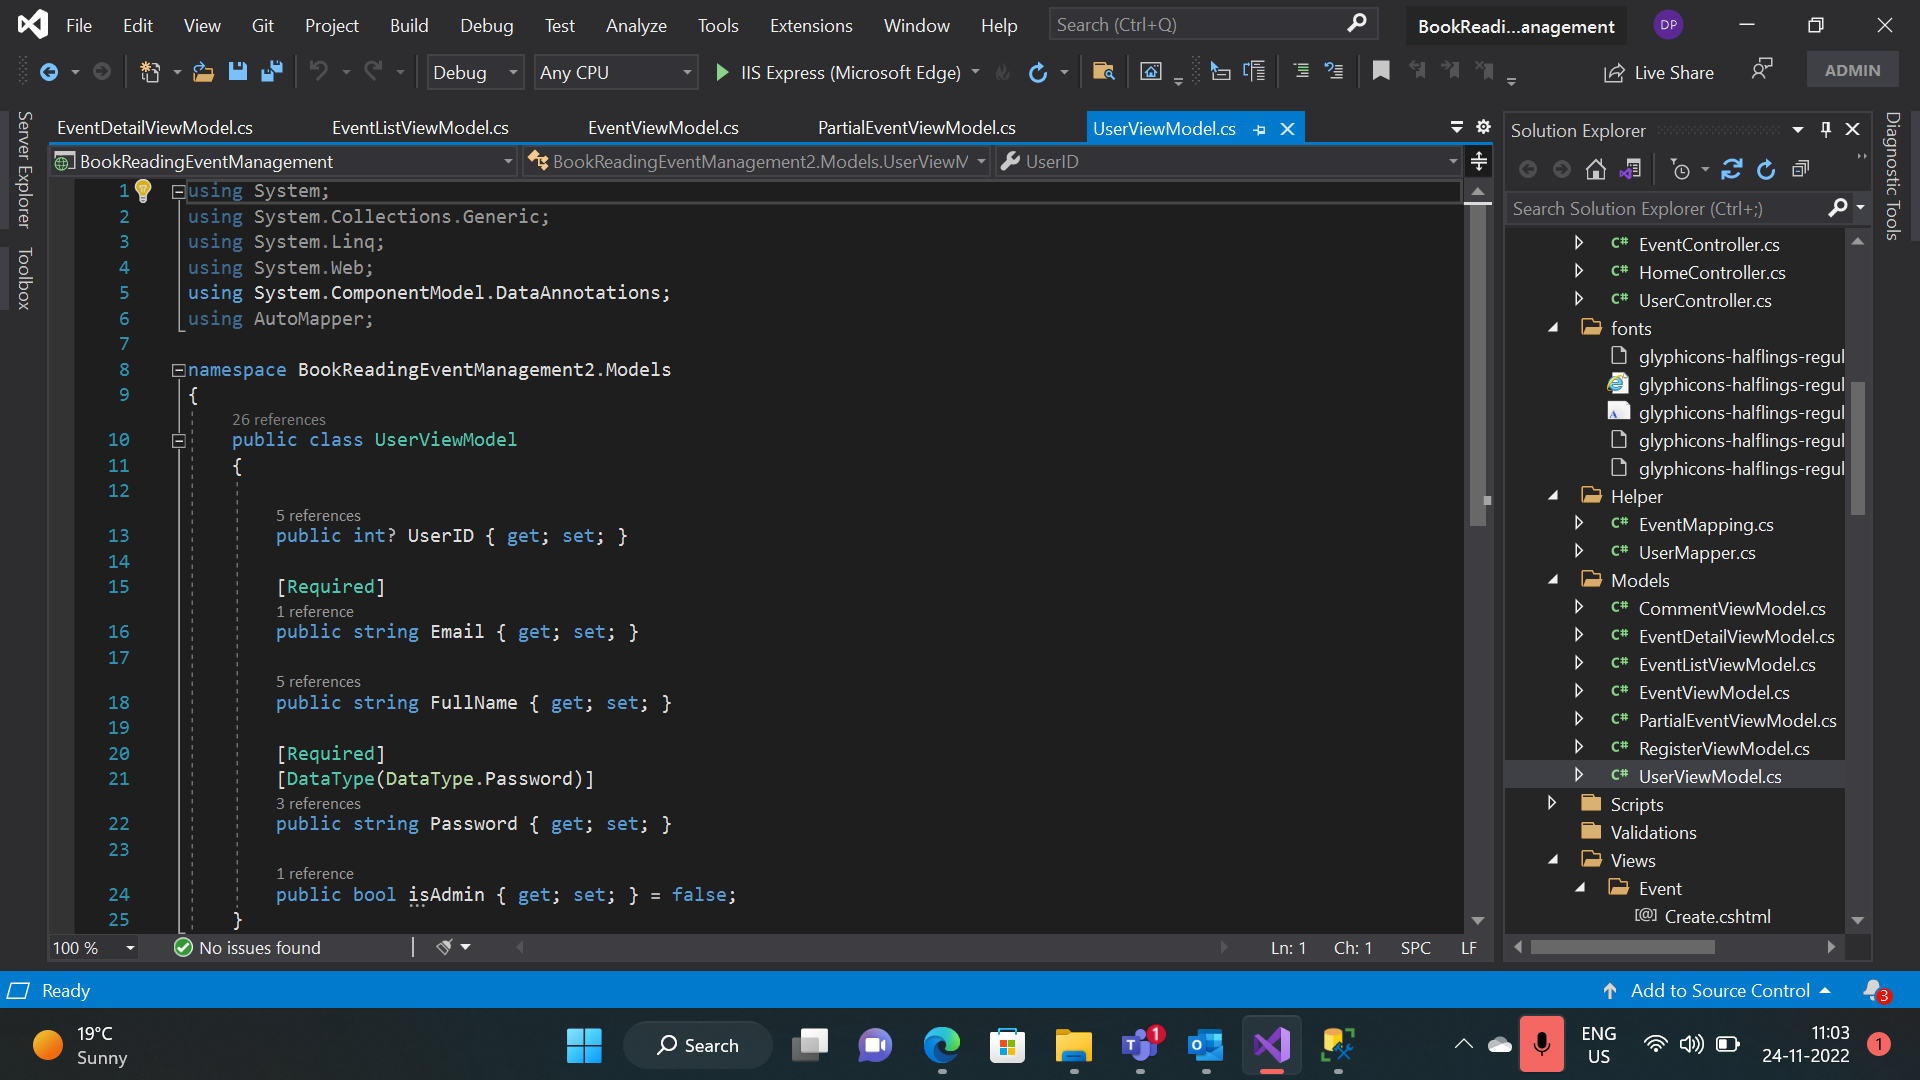 File Edit View Git Project Build Debug Test Analyze Tools Extensions Window Help Search (Ctrl+Q) BookReadi...anagement DP
Debug Any CPU IIS Express (Microsoft Edge) Live Share ADMIN
Server Explorer
Toolbox
EventDetailViewModel.cs EventListViewModel.cs EventViewModel.cs PartialEventViewModel.cs UserViewModel.cs
BookReadingEventManagement BookReadingEventManagement2.Models.UserViewM UserID
1 using System;
2 using System.Collections.Generic;
3 using System.Linq;
4 using System.Web;
5 using System.ComponentModel.DataAnnotations;
6 using AutoMapper;
7
8 namespace BookReadingEventManagement2.Models
9 {
26 references
10 public class UserViewModel
11 {
12
5 references
13 public int? UserID { get; set; }
14
15 [Required]
1 reference
16 public string Email { get; set; }
17
5 references
18 public string FullName { get; set; }
19
20 [Required]
21 [DataType(DataType.Password)]
3 references
22 public string Password { get; set; }
23
1 reference
24 public bool isAdmin { get; set; } = false;
25 }
100 % No issues found Ln: 1 Ch: 1 SPC LF
Solution Explorer
Search Solution Explorer (Ctrl+;)
C# EventController.cs
C# HomeController.cs
C# UserController.cs
fonts
glyphicons-halflings-regul
glyphicons-halflings-regul
glyphicons-halflings-regul
glyphicons-halflings-regul
glyphicons-halflings-regul
Helper
C# EventMapping.cs
C# UserMapper.cs
Models
C# CommentViewModel.cs
C# EventDetailViewModel.cs
C# EventListViewModel.cs
C# EventViewModel.cs
C# PartialEventViewModel.cs
C# RegisterViewModel.cs
C# UserViewModel.cs
Scripts
Validations
Views
Event
[@] Create.cshtml
Diagnostic Tools
Ready Add to Source Control 3
19°C
Sunny
Search
1
ENG
US
11:03
24-11-2022
1